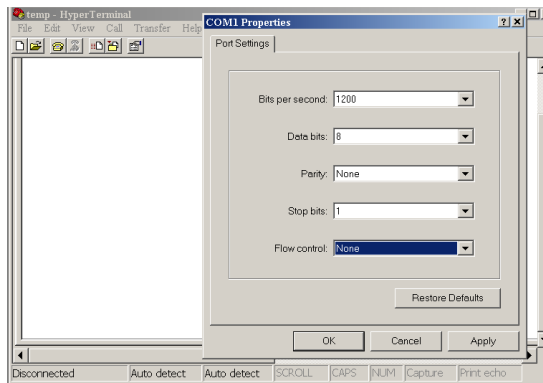 temp - HyperTerminal
File Edit View Call Transfer Help
COM1 Properties
Port Settings
Bits per second: 1200
Data bits: 8
Parity: None
Stop bits: 1
Flow control: None
Restore Defaults
OK Cancel Apply
Disconnected Auto detect Auto detect SCROLL CAPS NUM Capture Print echo